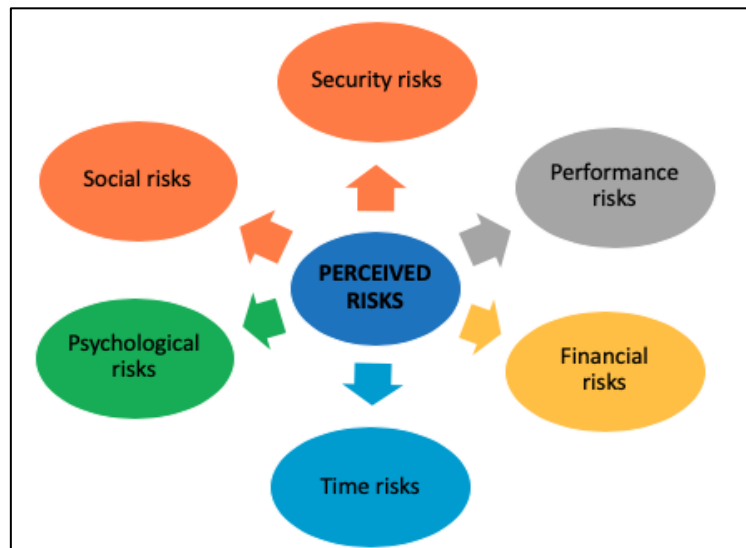 Security risks
Social risks
Performance
risks
PERCEIVED
RISKS
Psychological
risks
Financial
risks
Time risks